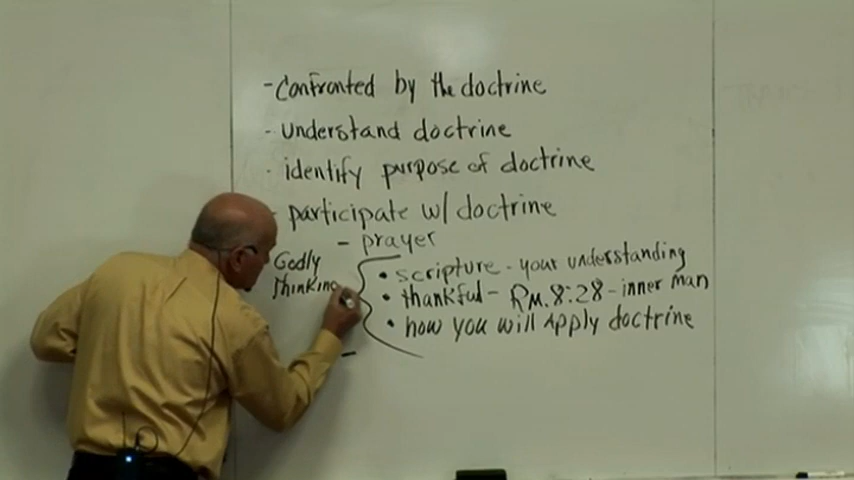 - Confronted by the doctrine
- understand doctrine
- identify purpose of doctrine
- participate w/ doctrine
- prayer
Godly
thinking
• scripture - your understanding
• thankful - Rm. 8:28 - inner man
• how you will Apply doctrine